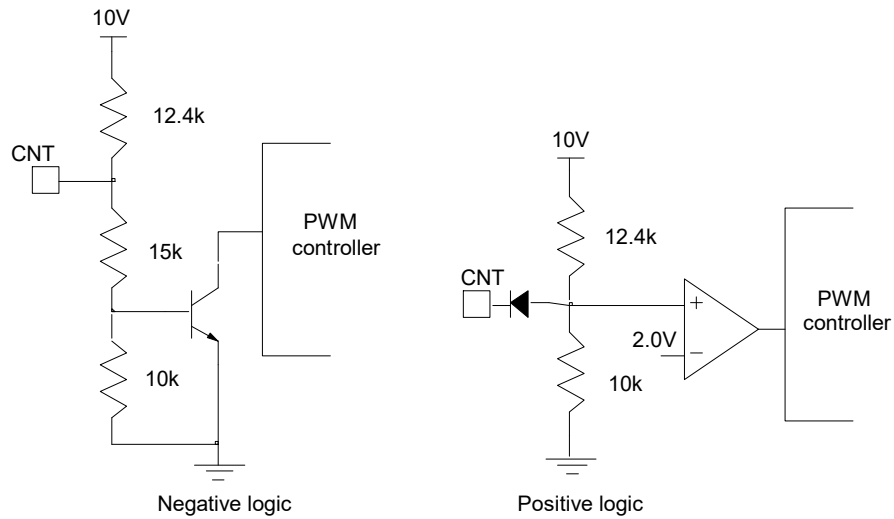 10V
12.4k
CNT
15k
PWM
controller
10k
Negative logic
10V
12.4k
CNT
+
2.0V
−
10k
PWM
controller
Positive logic